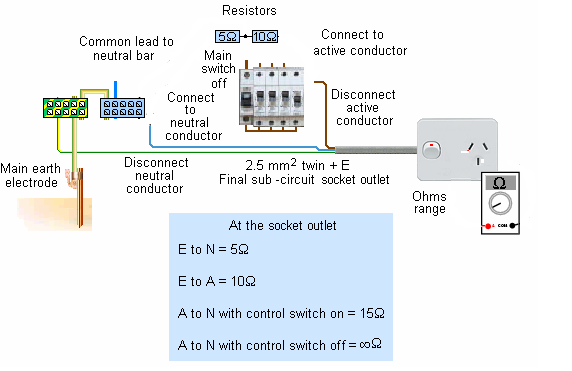 Resistors
5Ω 10Ω
Connect to
active conductor
Common lead to
neutral bar
Main
switch
off
Connect
to
neutral
conductor
Disconnect
active
conductor
Main earth
electrode
Disconnect
neutral
conductor
2.5 mm² twin + E
Final sub -circuit socket outlet
Ohms
range
Ω
COM
At the socket outlet
E to N = 5Ω
E to A = 10Ω
A to N with control switch on = 15Ω
A to N with control switch off = ∞Ω